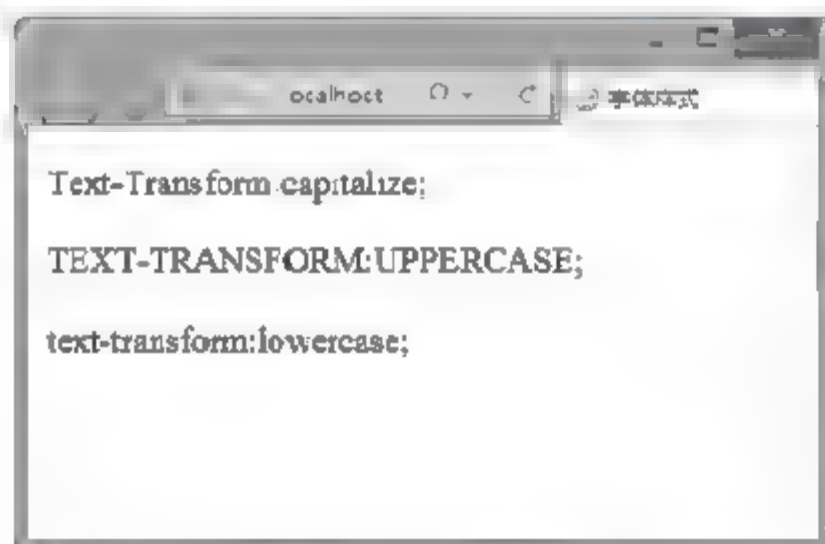 ocalhost
字体样式
Text-Transform:capitalize;
TEXT-TRANSFORM:UPPERCASE;
text-transform:lowercase;